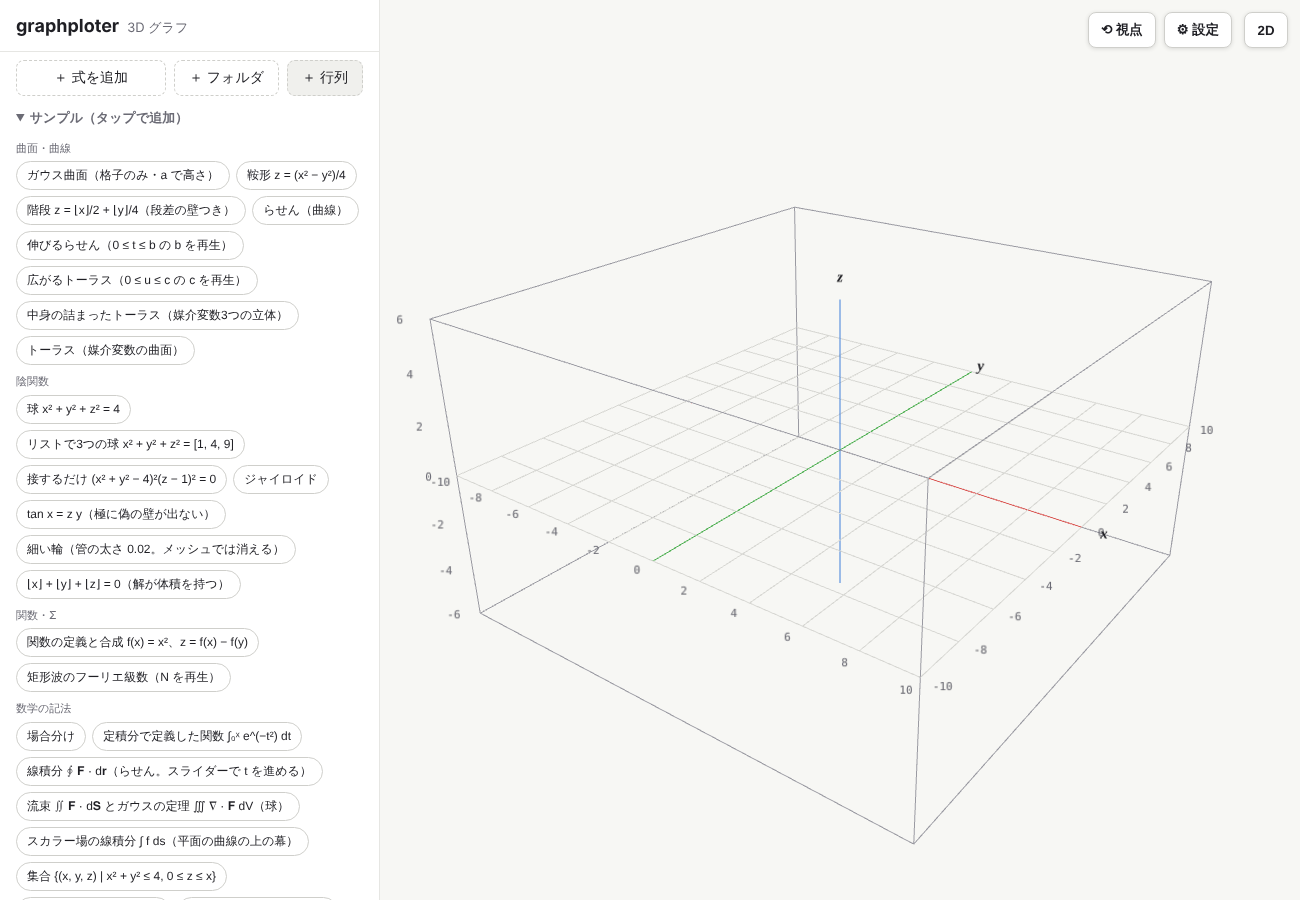 graphploter 3D グラフ
⟲ 視点 ⚙ 設定 2D
＋ 式を追加 ＋ フォルダ ＋ 行列
▼ サンプル（タップで追加）
曲面・曲線
ガウス曲面（格子のみ・a で高さ） 鞍形 z = (x² − y²)/4
階段 z = ⌊x⌋/2 + ⌊y⌋/4（段差の壁つき） らせん（曲線）
伸びるらせん（0 ≤ t ≤ b の b を再生）
広がるトーラス（0 ≤ u ≤ c の c を再生）
中身の詰まったトーラス（媒介変数3つの立体）
トーラス（媒介変数の曲面）
陰関数
球 x² + y² + z² = 4
リストで3つの球 x² + y² + z² = [1, 4, 9]
接するだけ (x² + y² − 4)²(z − 1)² = 0 ジャイロイド
tan x = z y（極に偽の壁が出ない）
細い輪（管の太さ 0.02。メッシュでは消える）
⌊x⌋ + ⌊y⌋ + ⌊z⌋ = 0（解が体積を持つ）
関数・Σ
関数の定義と合成 f(x) = x²、z = f(x) − f(y)
矩形波のフーリエ級数（N を再生）
数学の記法
場合分け 定積分で定義した関数 ∫₀ˣ e^(−t²) dt
線積分 ∮ F · dr（らせん。スライダーで t を進める）
流束 ∬ F · dS とガウスの定理 ∭ ∇ · F dV（球）
スカラー場の線積分 ∫ f ds（平面の曲線の上の幕）
集合 {(x, y, z) | x² + y² ≤ 4, 0 ≤ z ≤ x}
z
y
x
6
4
2
0
-2
-4
-6
-10
-8
-6
-4
-2
0
2
4
6
8
10
10
8
6
4
2
0
-2
-4
-6
-8
-10